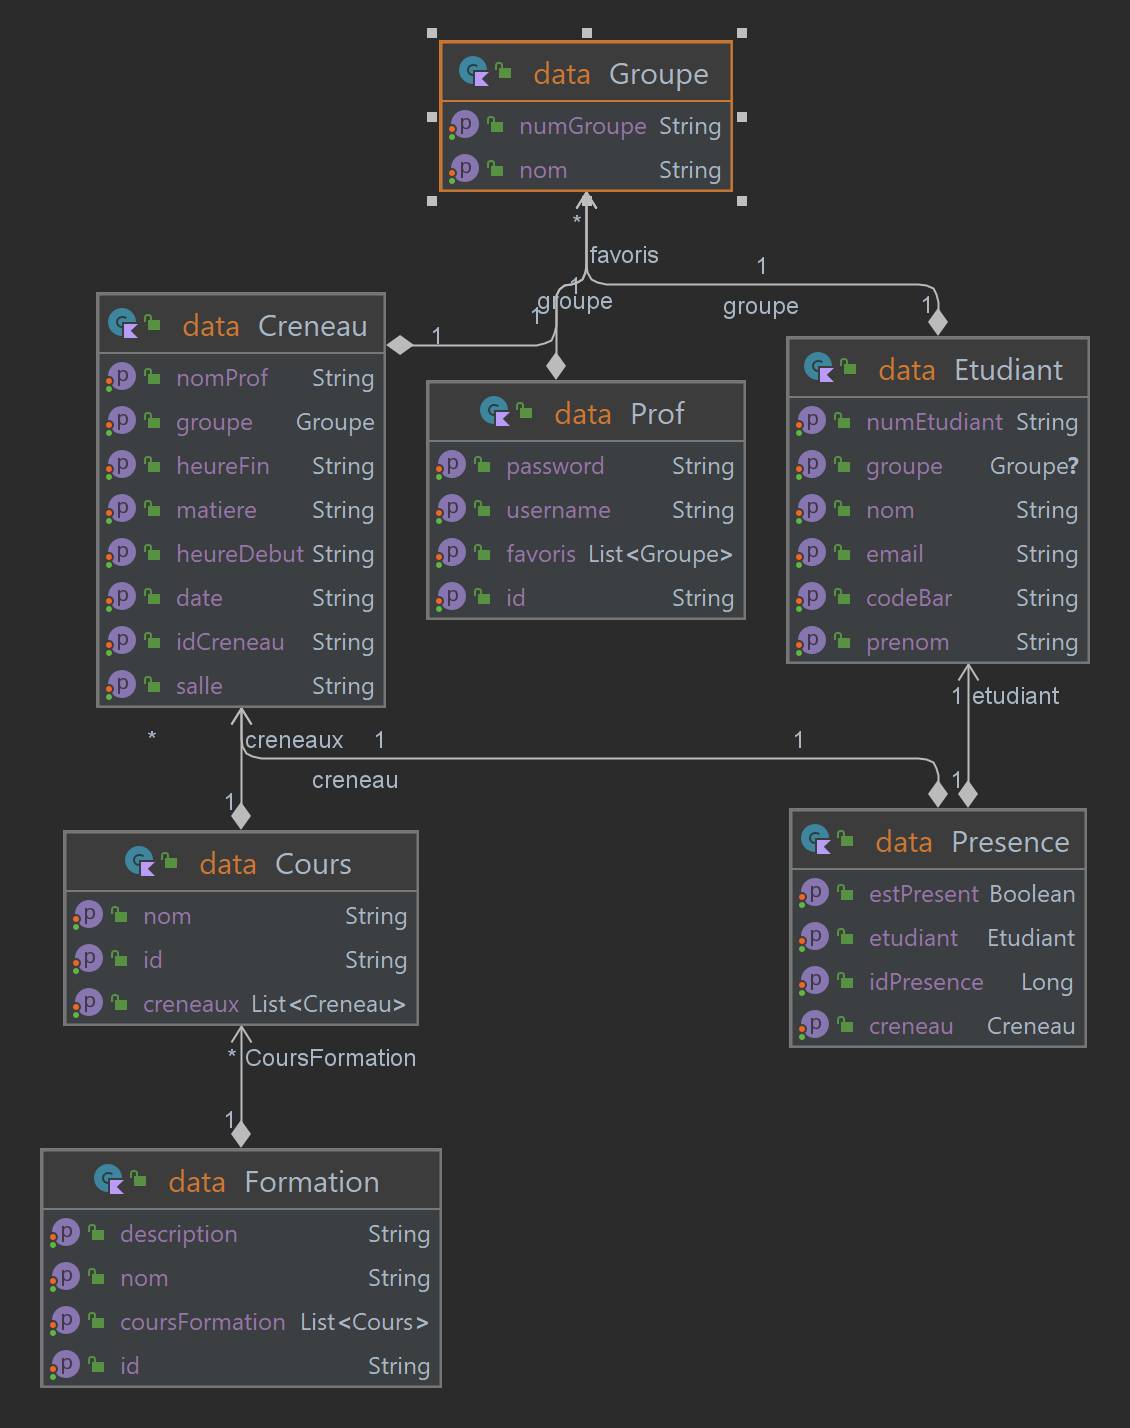 data Groupe
numGroupe String
nom String
*
favoris
1
groupe
1
1
groupe
1
1
data Creneau
nomProf String
groupe Groupe
heureFin String
matiere String
heureDebut String
date String
idCreneau String
salle String
data Prof
password String
username String
favoris List<Groupe>
id String
data Etudiant
numEtudiant String
groupe Groupe?
nom String
email String
codeBar String
prenom String
1 etudiant
* creneaux 1
1
creneau
1
1
data Cours
nom String
id String
creneaux List<Creneau>
data Presence
estPresent Boolean
etudiant Etudiant
idPresence Long
creneau Creneau
* CoursFormation
1
data Formation
description String
nom String
coursFormation List<Cours>
id String